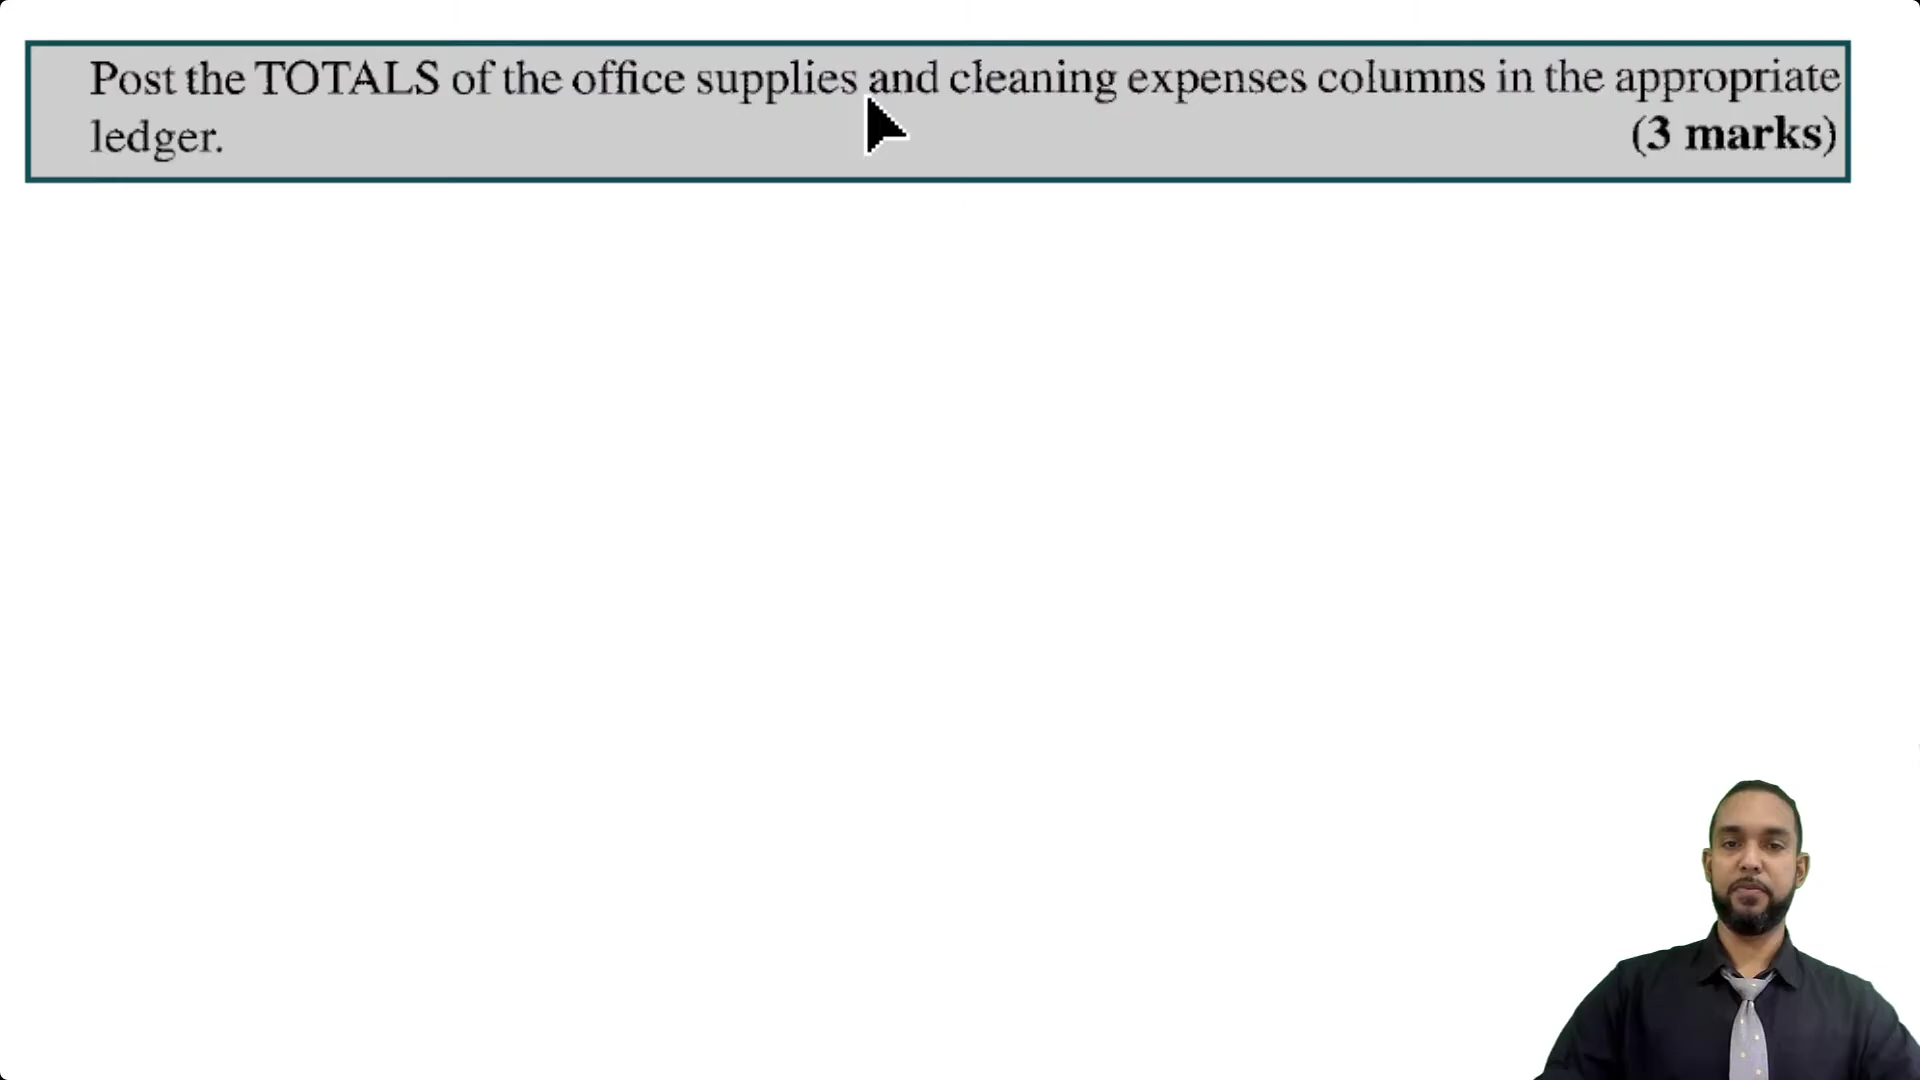 Post the TOTALS of the office supplies and cleaning expenses columns in the appropriate
ledger. (3 marks)